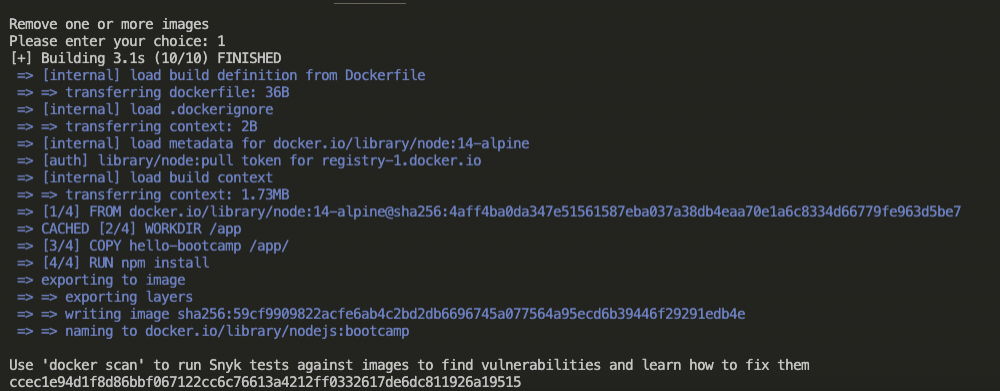 Remove one or more images
Please enter your choice: 1
[+] Building 3.1s (10/10) FINISHED
=> [internal] load build definition from Dockerfile
=> => transferring dockerfile: 36B
=> [internal] load .dockerignore
=> => transferring context: 2B
=> [internal] load metadata for docker.io/library/node:14-alpine
=> [auth] library/node:pull token for registry-1.docker.io
=> [internal] load build context
=> => transferring context: 1.73MB
=> [1/4] FROM docker.io/library/node:14-alpine@sha256:4aff4ba0da347e51561587eba037a38db4eaa70e1a6c8334d66779fe963d5be7
=> CACHED [2/4] WORKDIR /app
=> [3/4] COPY hello-bootcamp /app/
=> [4/4] RUN npm install
=> exporting to image
=> => exporting layers
=> => writing image sha256:59cf9909822acfe6ab4c2bd2db6696745a077564a95ecd6b39446f29291edb4e
=> => naming to docker.io/library/nodejs:bootcamp
Use 'docker scan' to run Snyk tests against images to find vulnerabilities and learn how to fix them
ccec1e94d1f8d86bbf067122cc6c76613a4212ff0332617de6dc811926a19515